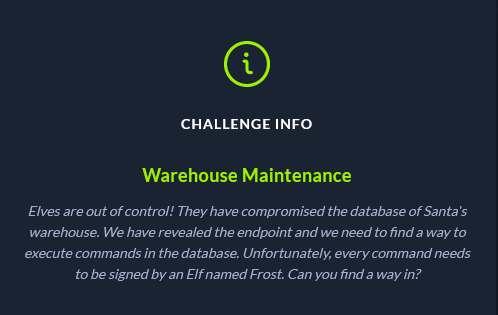 CHALLENGE INFO
Warehouse Maintenance
Elves are out of control! They have compromised the database of Santa's
warehouse. We have revealed the endpoint and we need to find a way to
execute commands in the database. Unfortunately, every command needs
to be signed by an Elf named Frost. Can you find a way in?